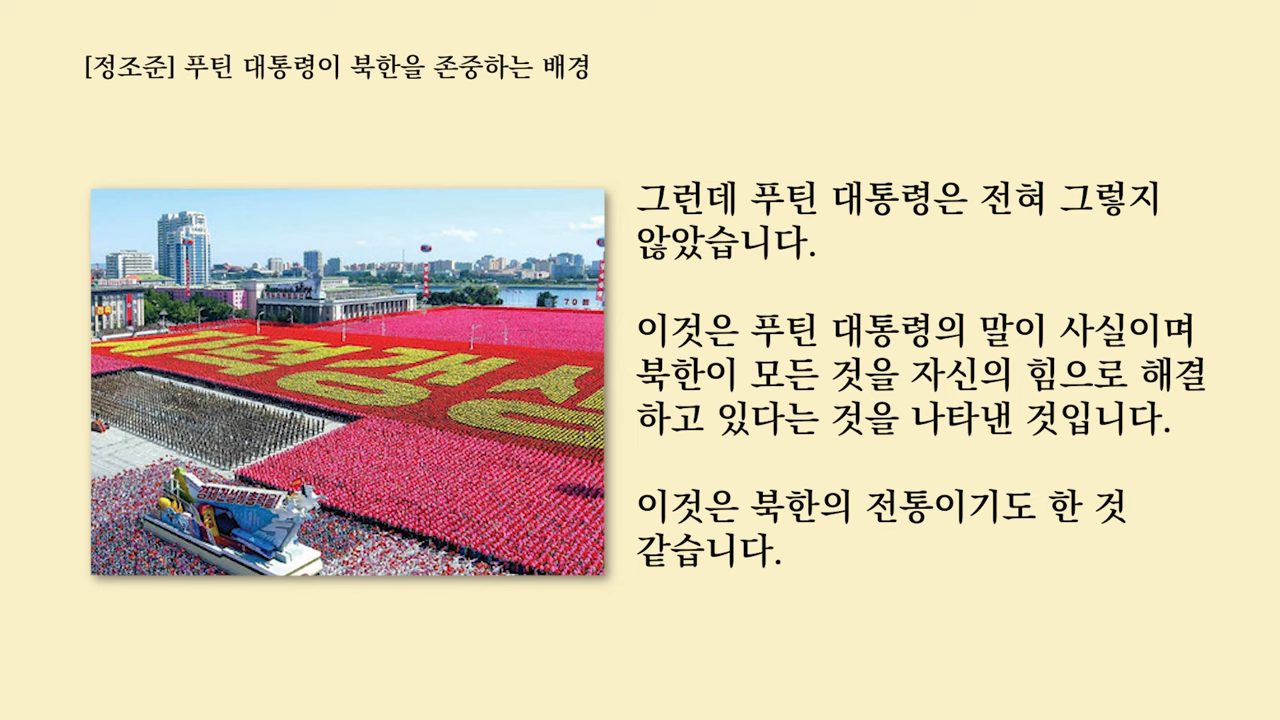 [정조준] 푸틴 대통령이 북한을 존중하는 배경
그런데 푸틴 대통령은 전혀 그렇지
않았습니다.
이것은 푸틴 대통령의 말이 사실이며
북한이 모든 것을 자신의 힘으로 해결
하고 있다는 것을 나타낸 것입니다.
이것은 북한의 전통이기도 한 것
같습니다.
70